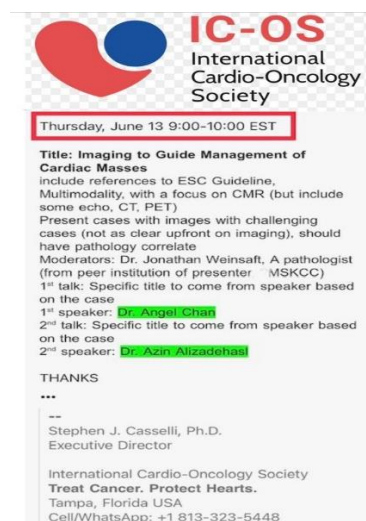 IC-OS
International
Cardio-Oncology
Society
Thursday, June 13 9:00-10:00 EST
Title: Imaging to Guide Management of
Cardiac Masses
include references to ESC Guideline,
Multimodality, with a focus on CMR (but include
some echo, CT, PET)
Present cases with images with challenging
cases (not as clear upfront on imaging), should
have pathology correlate
Moderators: Dr. Jonathan Weinsaft, A pathologist
(from peer institution of presenter MSKCC)
1st talk: Specific title to come from speaker based
on the case
1st speaker: Dr. Angel Chan
2nd talk: Specific title to come from speaker based
on the case
2nd speaker: Dr. Azin Alizadehasl
THANKS
...
--
Stephen J. Casselli, Ph.D.
Executive Director
International Cardio-Oncology Society
Treat Cancer. Protect Hearts.
Tampa, Florida USA
Cell/WhatsApp: +1 813-323-5448